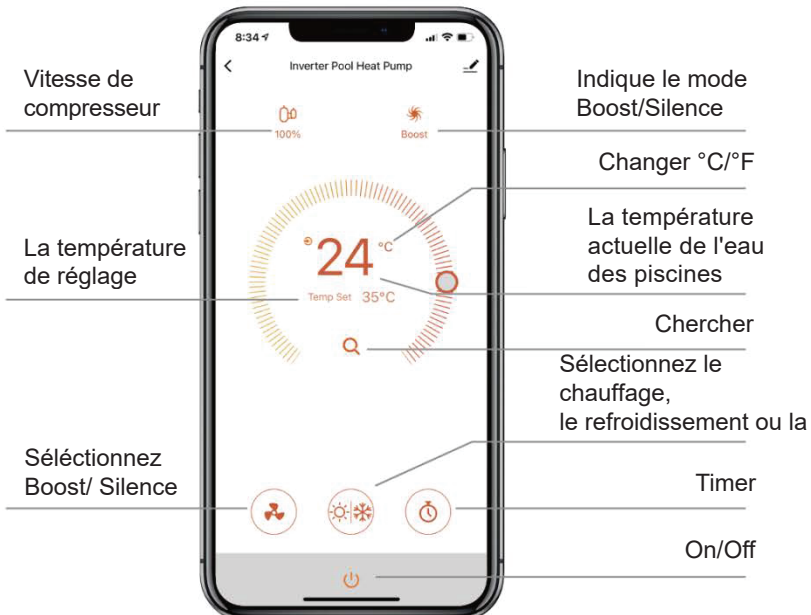 8:34
Inverter Pool Heat Pump
Vitesse de
compresseur
Indique le mode
Boost/Silence
100%
Boost
Changer °C/°F
La température
actuelle de l'eau
des piscines
La température
de réglage
24 °C
Temp Set 35°C
Chercher
Sélectionnez le
chauffage,
le refroidissement ou la
Séléctionnez
Boost/ Silence
Timer
On/Off